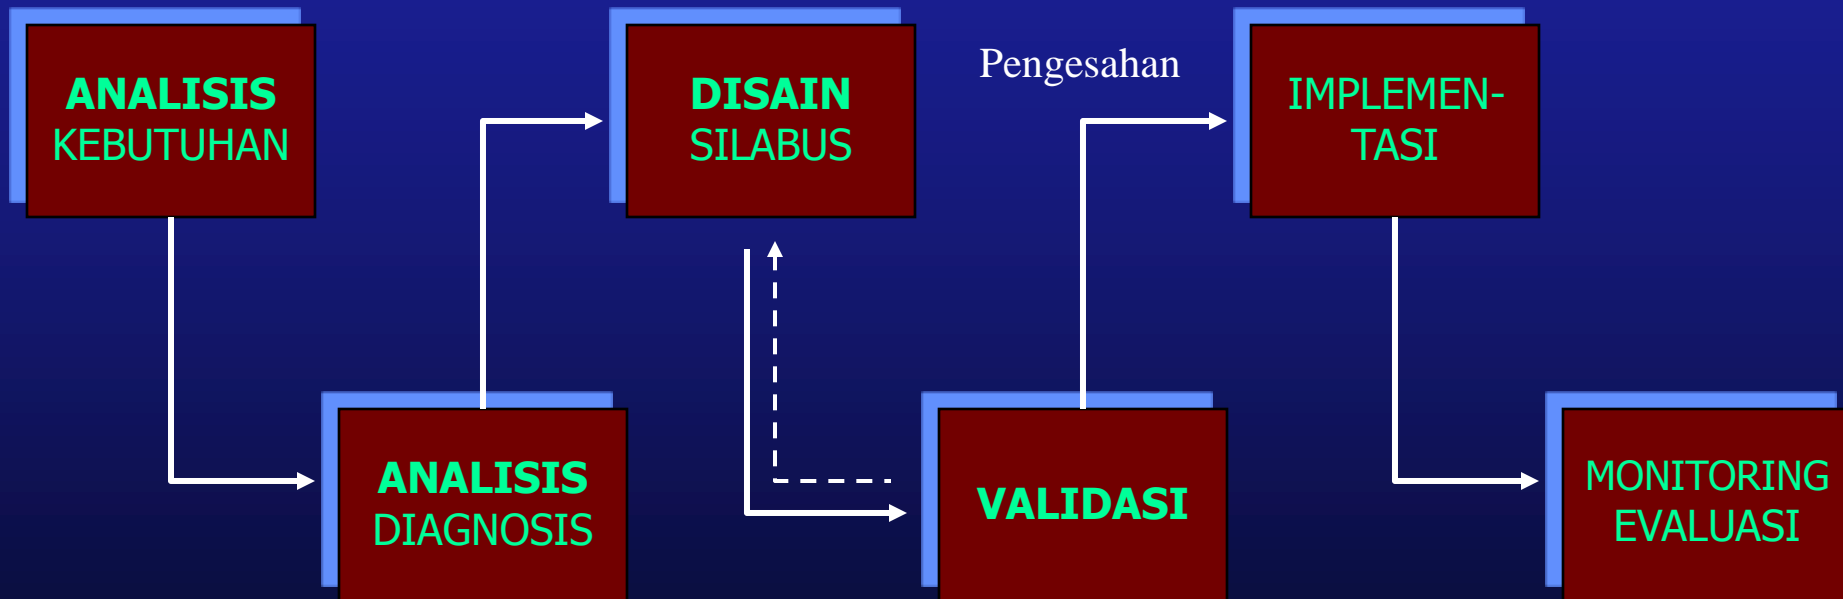 ANALISIS
KEBUTUHAN
ANALISIS
DIAGNOSIS
DISAIN
SILABUS
VALIDASI
Pengesahan
IMPLEMEN-
TASI
MONITORING
EVALUASI